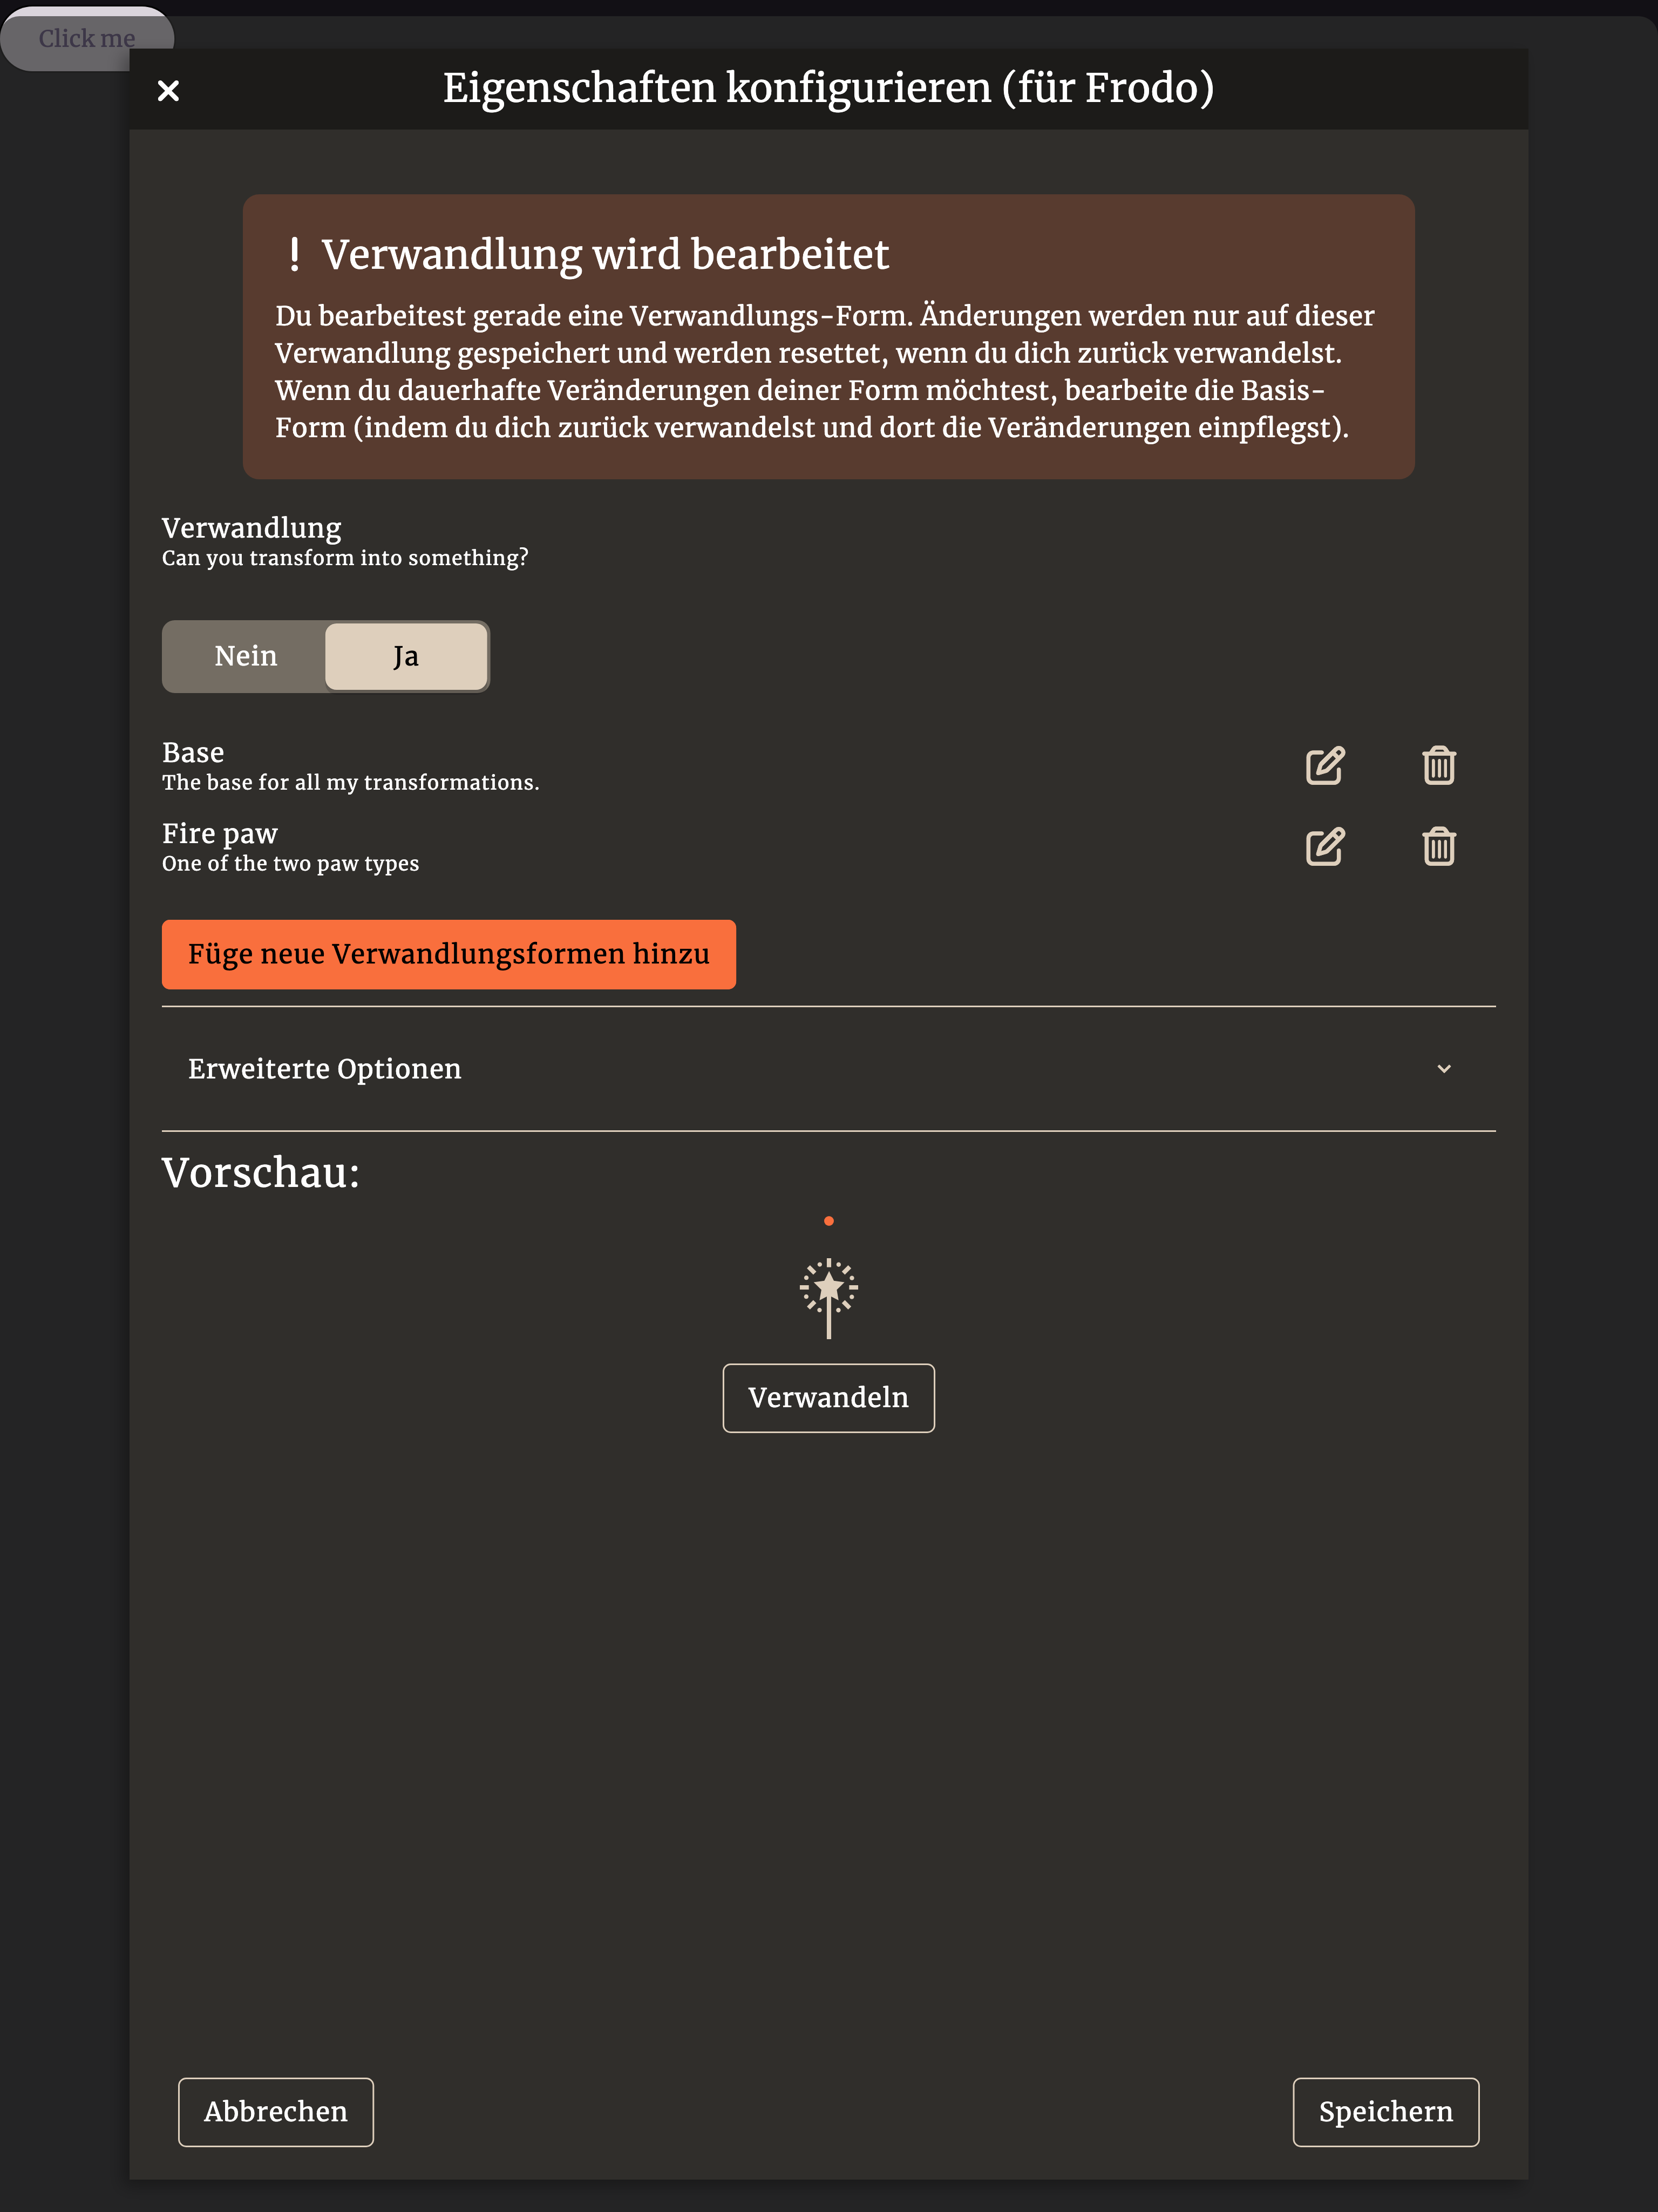 Click me
Eigenschaften konfigurieren (für Frodo)
! Verwandlung wird bearbeitet
Du bearbeitest gerade eine Verwandlungs-Form. Änderungen werden nur auf dieser
Verwandlung gespeichert und werden resettet, wenn du dich zurück verwandelst.
Wenn du dauerhafte Veränderungen deiner Form möchtest, bearbeite die Basis-
Form (indem du dich zurück verwandelst und dort die Veränderungen einpflegst).
Verwandlung
Can you transform into something?
Nein Ja
Base
The base for all my transformations.
Fire paw
One of the two paw types
Füge neue Verwandlungsformen hinzu
Erweiterte Optionen
Vorschau:
Verwandeln
Abbrechen Speichern